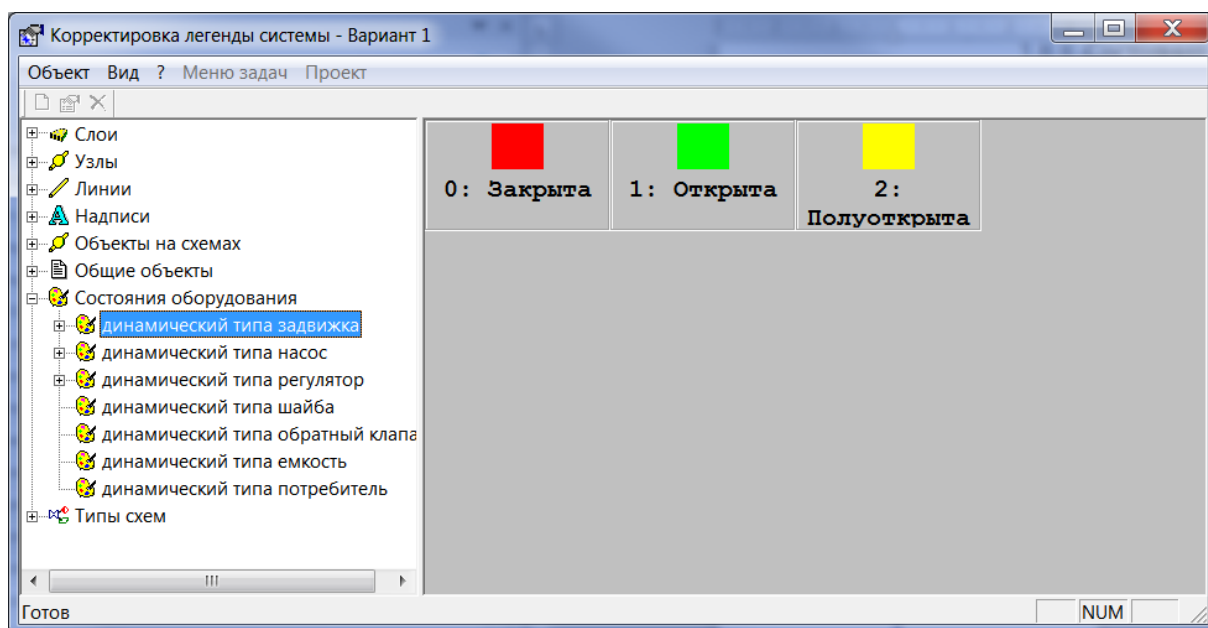 Корректировка легенды системы - Вариант 1
Объект Вид ? Меню задач Проект
Слои
Узлы
Линии
Надписи
Объекты на схемах
Общие объекты
Состояния оборудования
динамический типа задвижка
динамический типа насос
динамический типа регулятор
динамический типа шайба
динамический типа обратный клапа
динамический типа емкость
динамический типа потребитель
Типы схем
0: Закрыта
1: Открыта
2:
Полуоткрыта
Готов
NUM